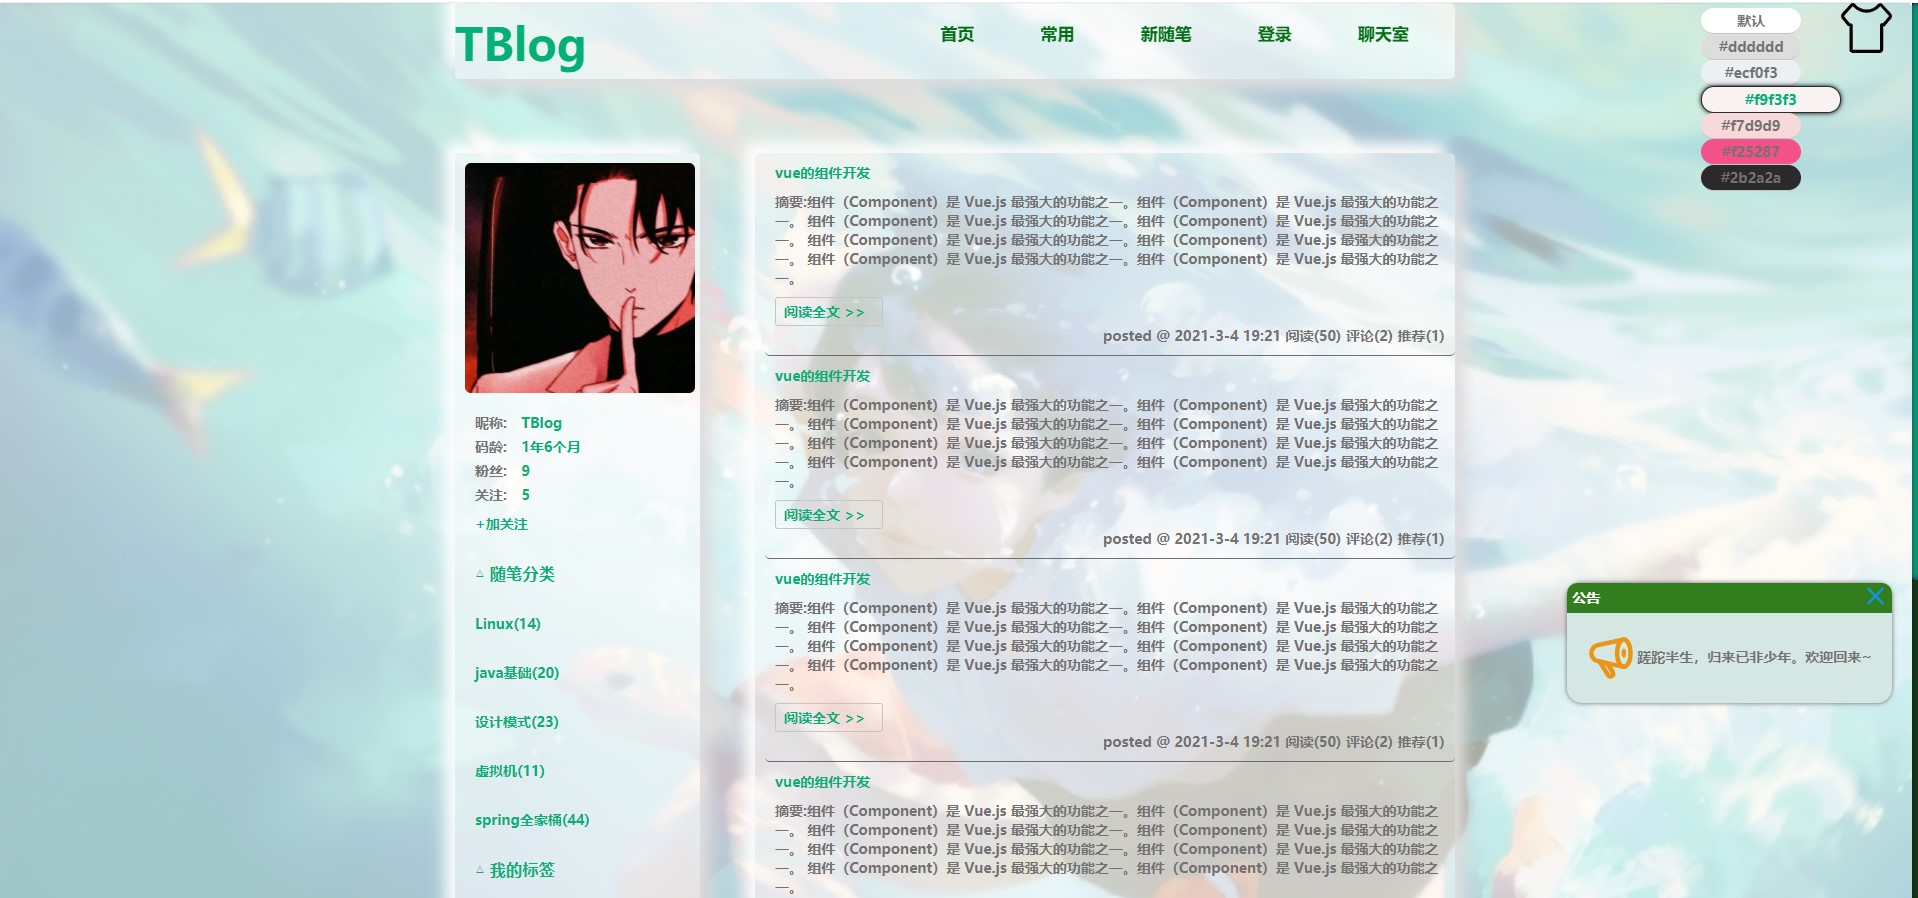 TBlog
首页 常用 新随笔 登录 聊天室
默认
#dddddd
#ecf0f3
#f9f3f3
#f7d9d9
#f25287
#2b2a2a
昵称: TBlog
码龄: 1年6个月
粉丝: 9
关注: 5
+加关注
▵ 随笔分类
Linux(14)
java基础(20)
设计模式(23)
虚拟机(11)
spring全家桶(44)
▵ 我的标签
vue的组件开发
摘要:组件（Component）是 Vue.js 最强大的功能之一。组件（Component）是 Vue.js 最强大的功能之
一。 组件（Component）是 Vue.js 最强大的功能之一。组件（Component）是 Vue.js 最强大的功能之
一。 组件（Component）是 Vue.js 最强大的功能之一。组件（Component）是 Vue.js 最强大的功能之
一。 组件（Component）是 Vue.js 最强大的功能之一。组件（Component）是 Vue.js 最强大的功能之
一。
阅读全文 >>
posted @ 2021-3-4 19:21 阅读(50) 评论(2) 推荐(1)
vue的组件开发
摘要:组件（Component）是 Vue.js 最强大的功能之一。组件（Component）是 Vue.js 最强大的功能之
一。 组件（Component）是 Vue.js 最强大的功能之一。组件（Component）是 Vue.js 最强大的功能之
一。 组件（Component）是 Vue.js 最强大的功能之一。组件（Component）是 Vue.js 最强大的功能之
一。 组件（Component）是 Vue.js 最强大的功能之一。组件（Component）是 Vue.js 最强大的功能之
一。
阅读全文 >>
posted @ 2021-3-4 19:21 阅读(50) 评论(2) 推荐(1)
vue的组件开发
摘要:组件（Component）是 Vue.js 最强大的功能之一。组件（Component）是 Vue.js 最强大的功能之
一。 组件（Component）是 Vue.js 最强大的功能之一。组件（Component）是 Vue.js 最强大的功能之
一。 组件（Component）是 Vue.js 最强大的功能之一。组件（Component）是 Vue.js 最强大的功能之
一。 组件（Component）是 Vue.js 最强大的功能之一。组件（Component）是 Vue.js 最强大的功能之
一。
阅读全文 >>
posted @ 2021-3-4 19:21 阅读(50) 评论(2) 推荐(1)
vue的组件开发
摘要:组件（Component）是 Vue.js 最强大的功能之一。组件（Component）是 Vue.js 最强大的功能之
一。 组件（Component）是 Vue.js 最强大的功能之一。组件（Component）是 Vue.js 最强大的功能之
一。 组件（Component）是 Vue.js 最强大的功能之一。组件（Component）是 Vue.js 最强大的功能之
一。 组件（Component）是 Vue.js 最强大的功能之一。组件（Component）是 Vue.js 最强大的功能之
一。
公告
蹉跎半生，归来已非少年。欢迎回来~